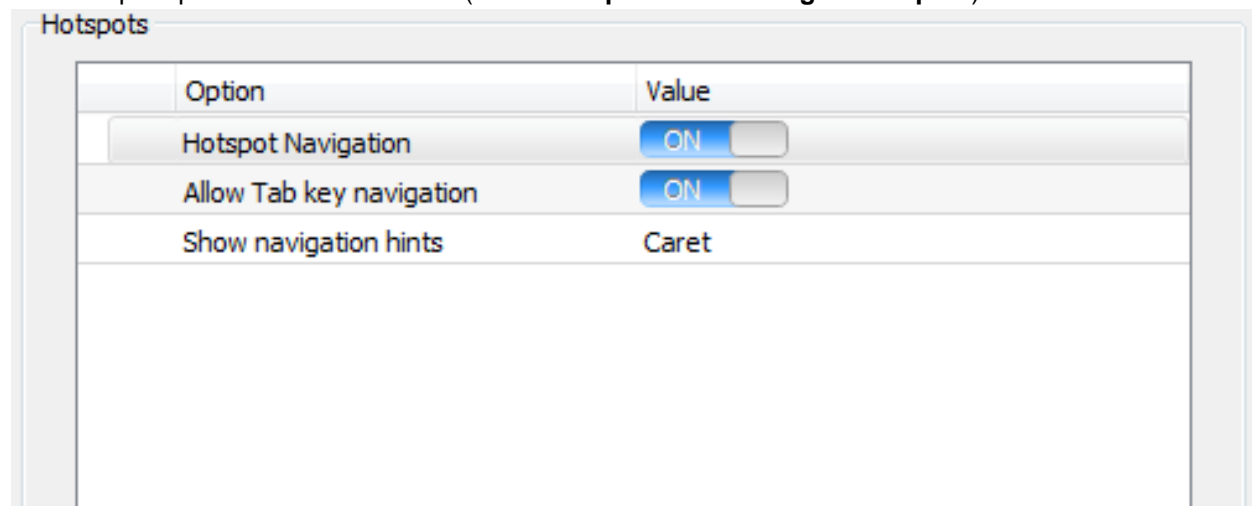 Hotspots
Option Value
Hotspot Navigation ON
Allow Tab key navigation ON
Show navigation hints Caret